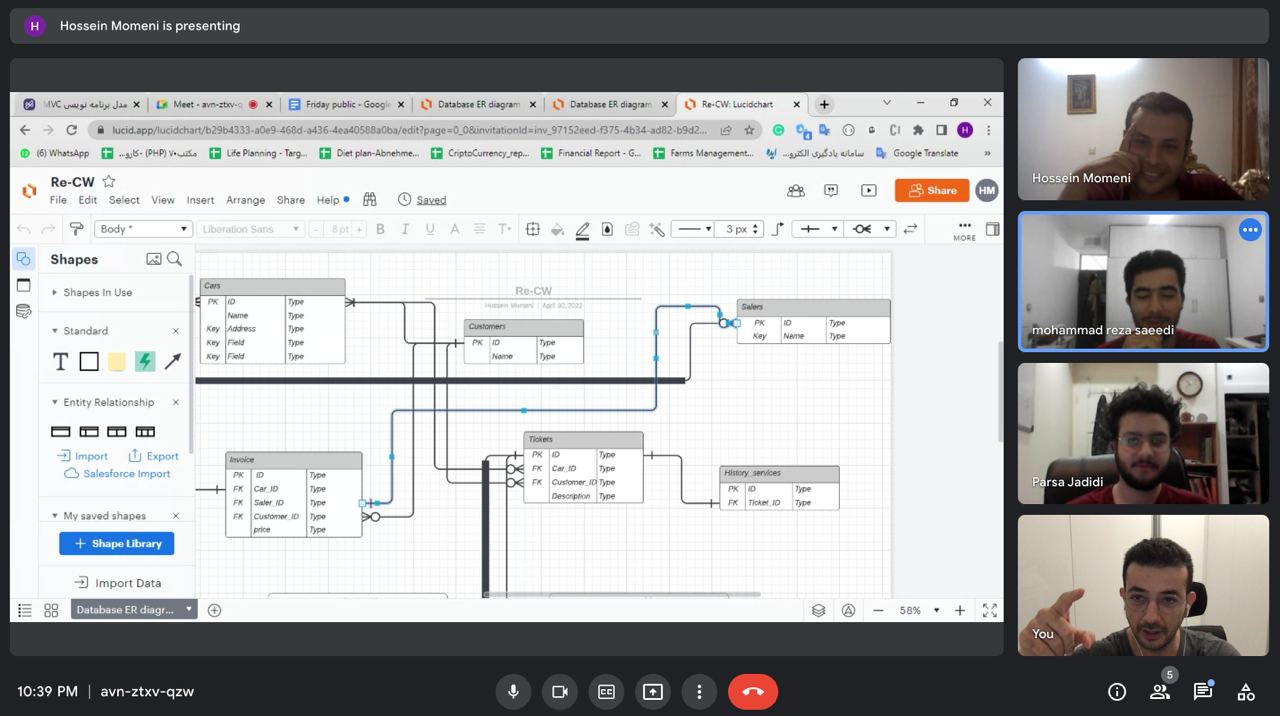 H Hossein Momeni is presenting
MVC مدل برنامه نویسی
Meet - avn-ztxv-q
Friday public - Google
Database ER diagram
Database ER diagram
Re-CW: Lucidchart
lucid.app/lucidchart/b29b4333-a0e9-468d-a436-4ea40588a0ba/edit?page=0_0&invitationId=inv_97152eed-f375-4b34-ad82-b9d2...
H
(6) WhatsApp
Life Planning - Targ...
Diet plan-Abnehme...
CriptoCurrency_rep...
Financial Report - G...
Farms Management...
سامانه یادگیری الکترو...
Google Translate
»
Re-CW
File Edit Select View Insert Arrange Share Help Saved
Share HM
Body *
Liberation Sans
8pt
B I U A T
3 px
MORE
Shapes
Shapes In Use
Standard
T
Entity Relationship
Import Export
Salesforce Import
My saved shapes
+ Shape Library
Import Data
Re-CW
Hossein Momeni | April 30, 2022
Cars
PK ID Type
Name Type
Key Address Type
Key Field Type
Key Field Type
Customers
PK ID Type
Name Type
Salers
PK ID Type
Key Name Type
Invoice
PK ID Type
FK Car_ID Type
FK Saler_ID Type
FK Customer_ID Type
price Type
Tickets
PK ID Type
FK Car_ID Type
FK Customer_ID Type
Description Type
History_services
PK ID Type
FK Ticket_ID Type
Database ER diagr...
58%
Hossein Momeni
mohammad reza saeedi
Parsa Jadidi
You
10:39 PM | avn-ztxv-qzw
5